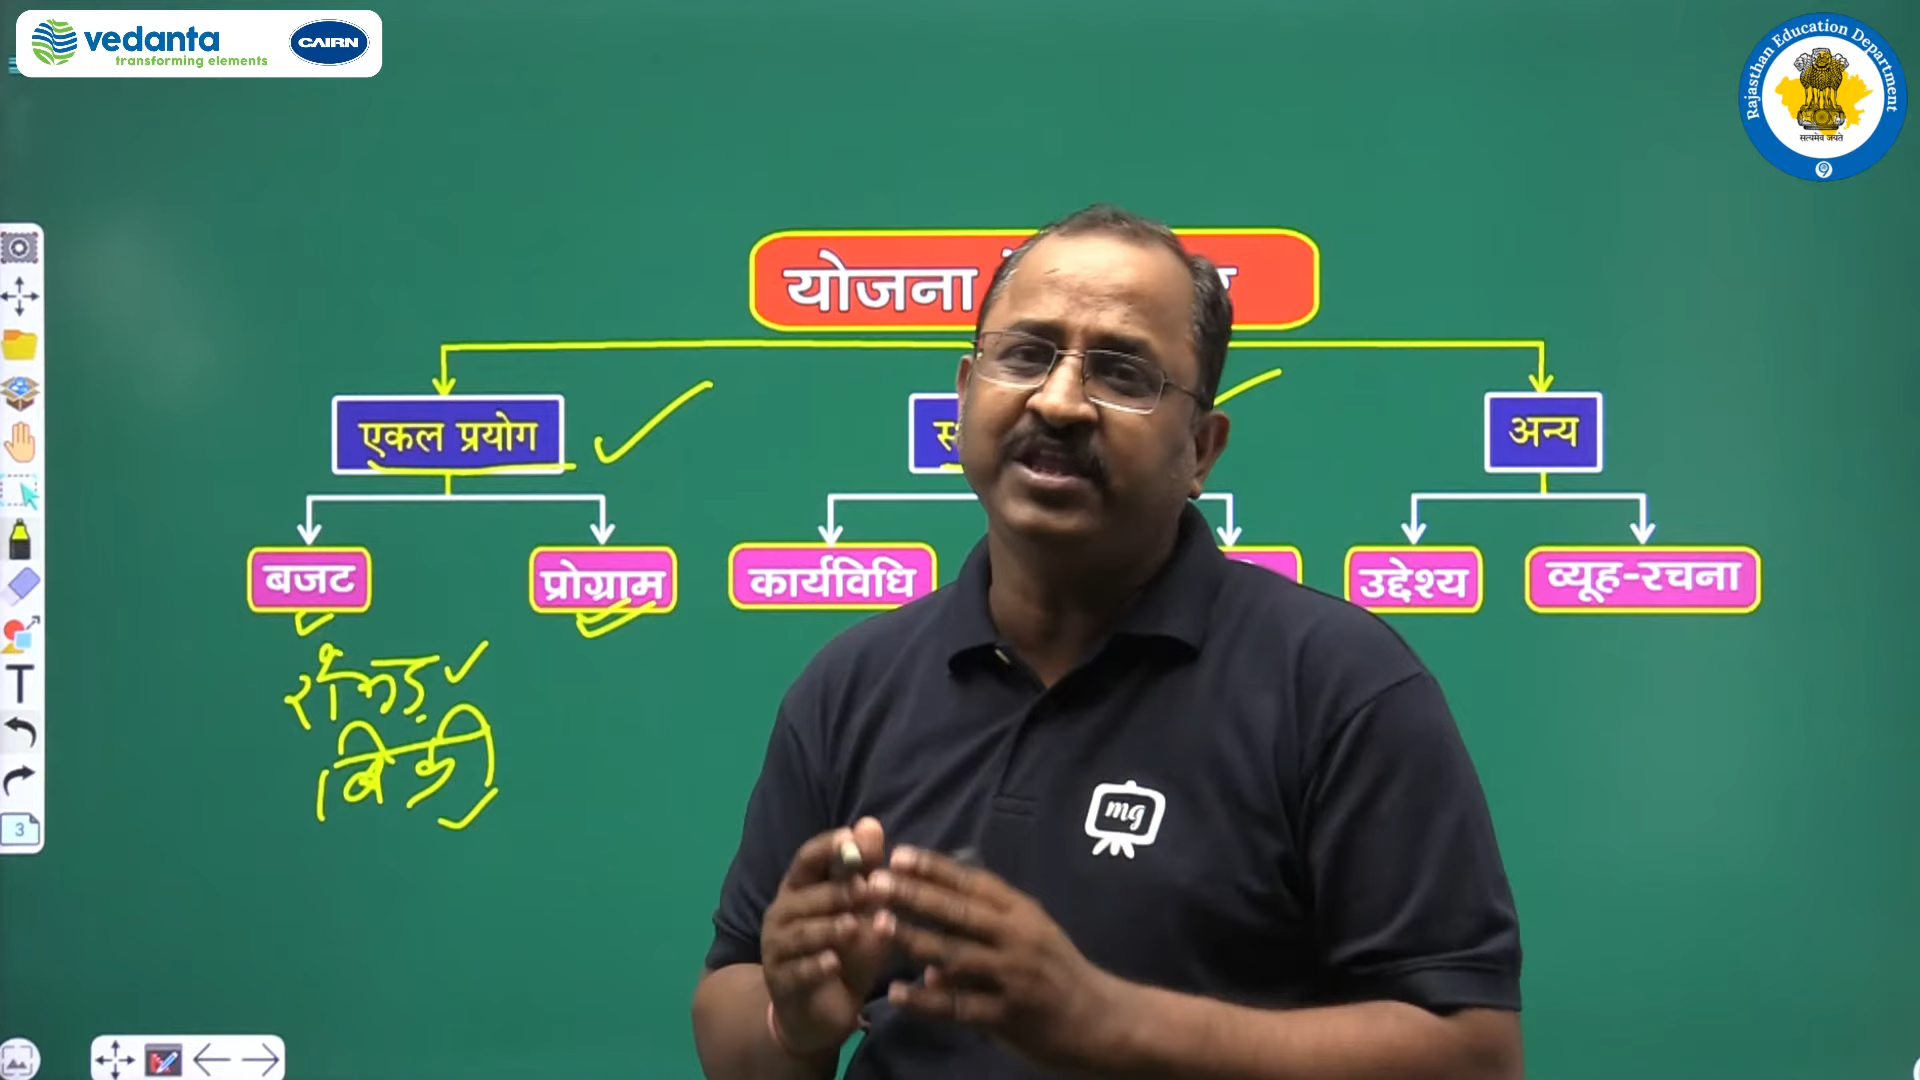 vedanta
transforming elements
CAIRN
Rajasthan Education Department
सत्यमेव जयते
योजना
एकल प्रयोग
अन्य
बजट
प्रोग्राम
कार्यविधि
उद्देश्य
व्यूह-रचना
रोकड़
बिक्री
mg
T
3